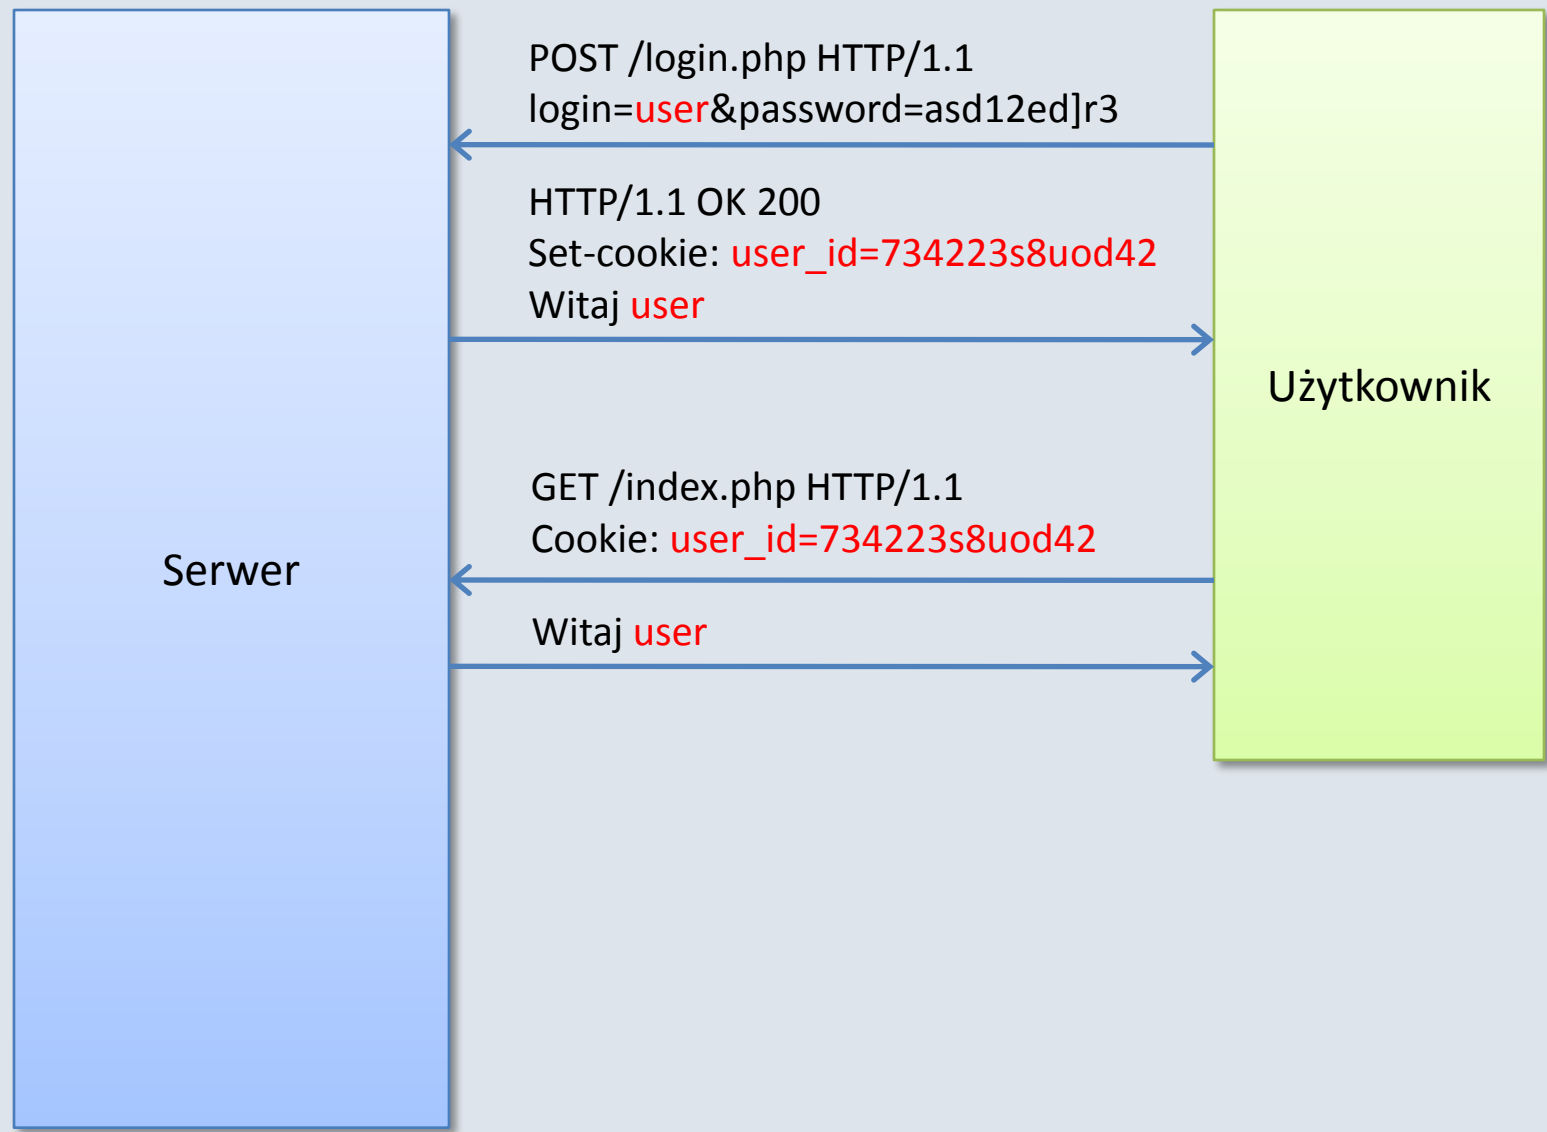 POST /login.php HTTP/1.1
login=user&password=asd12ed]r3
HTTP/1.1 OK 200
Set-cookie: user_id=734223s8uod42
Witaj user
Użytkownik
GET /index.php HTTP/1.1
Cookie: user_id=734223s8uod42
Serwer
Witaj user